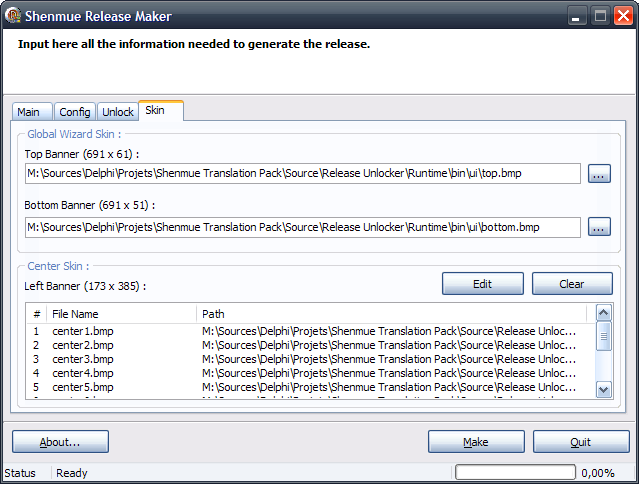 Shenmue Release Maker
Input here all the information needed to generate the release.
Main Config Unlock Skin
Global Wizard Skin :
Top Banner (691 x 61) :
M:\Sources\Delphi\Projets\Shenmue Translation Pack\Source\Release Unlocker\Runtime\bin\ui\top.bmp ...
Bottom Banner (691 x 51) :
M:\Sources\Delphi\Projets\Shenmue Translation Pack\Source\Release Unlocker\Runtime\bin\ui\bottom.bmp ...
Center Skin :
Left Banner (173 x 385) : Edit Clear
# File Name Path
1 center1.bmp M:\Sources\Delphi\Projets\Shenmue Translation Pack\Source\Release Unloc...
2 center2.bmp M:\Sources\Delphi\Projets\Shenmue Translation Pack\Source\Release Unloc...
3 center3.bmp M:\Sources\Delphi\Projets\Shenmue Translation Pack\Source\Release Unloc...
4 center4.bmp M:\Sources\Delphi\Projets\Shenmue Translation Pack\Source\Release Unloc...
5 center5.bmp M:\Sources\Delphi\Projets\Shenmue Translation Pack\Source\Release Unloc...
About... Make Quit
Status Ready 0,00%